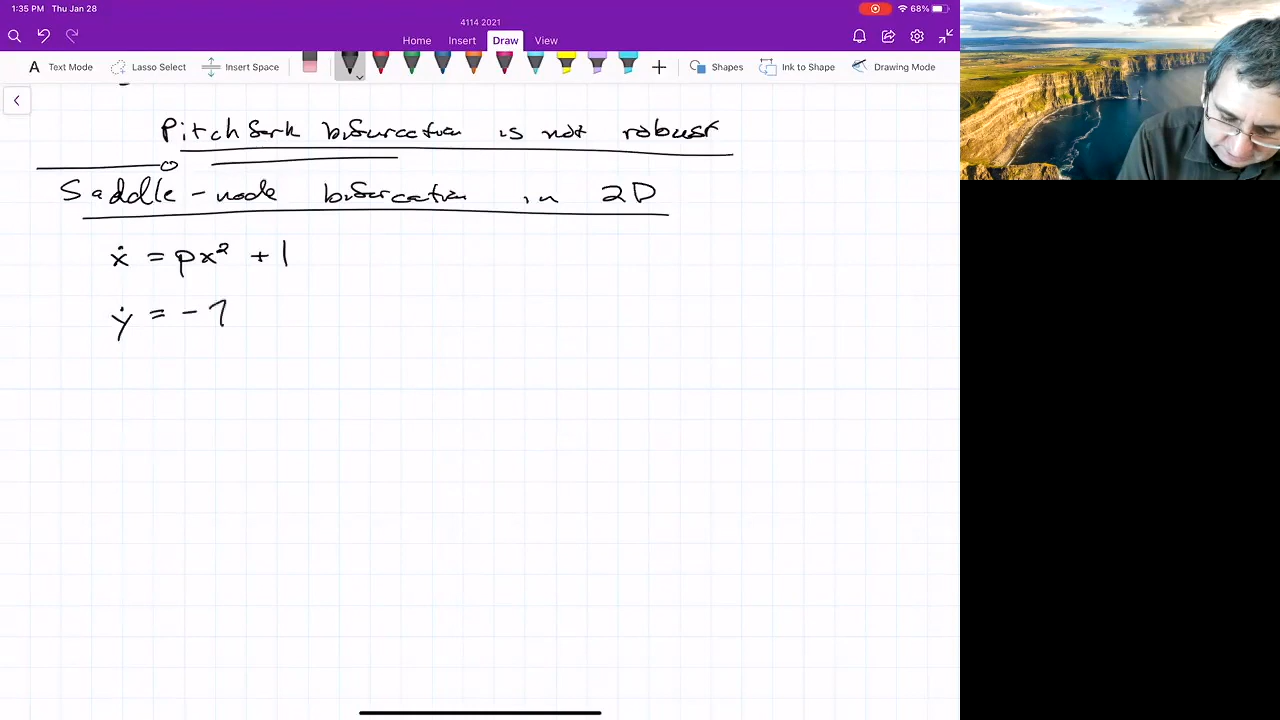 1:35 PM Thu Jan 28
68%
4114 2021
Home Insert Draw View
Text Mode Lasso Select Insert Space Shapes Ink to Shape Drawing Mode
Pitchfork bifurcation is not robust
Saddle-node bifurcation in 2D
ẋ = px² + 1
ẏ = -7